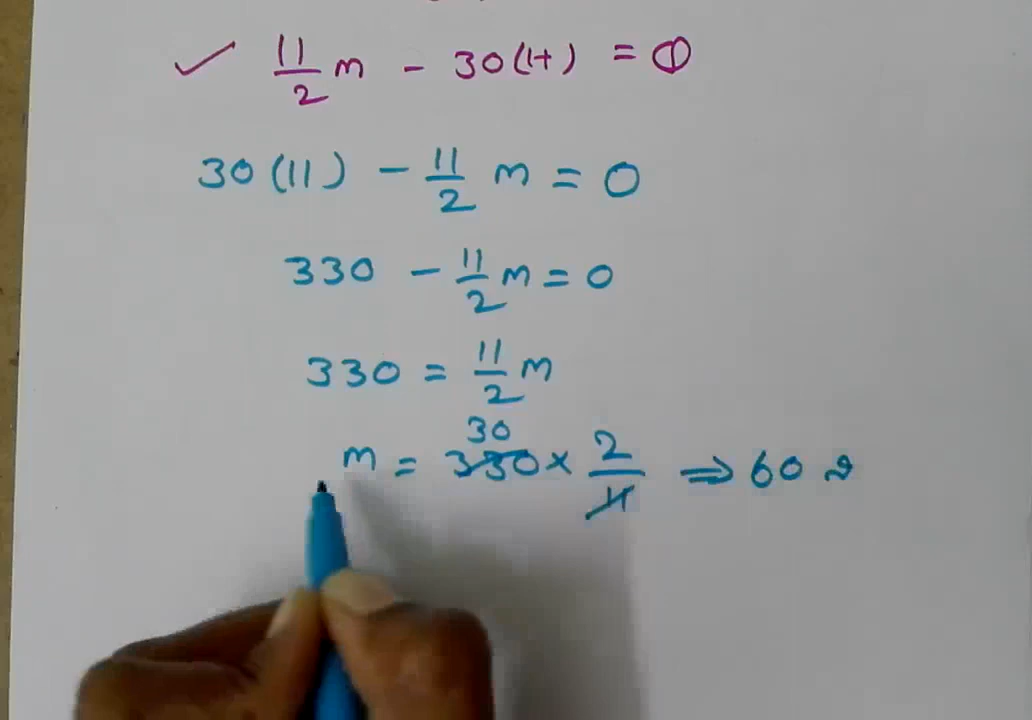 ✓ 11/2 m - 30(H) = 0
30(11) - 11/2 m = 0
330 - 11/2 m = 0
330 = 11/2 m
m = 330 × 2/11 ⇒ 60
30